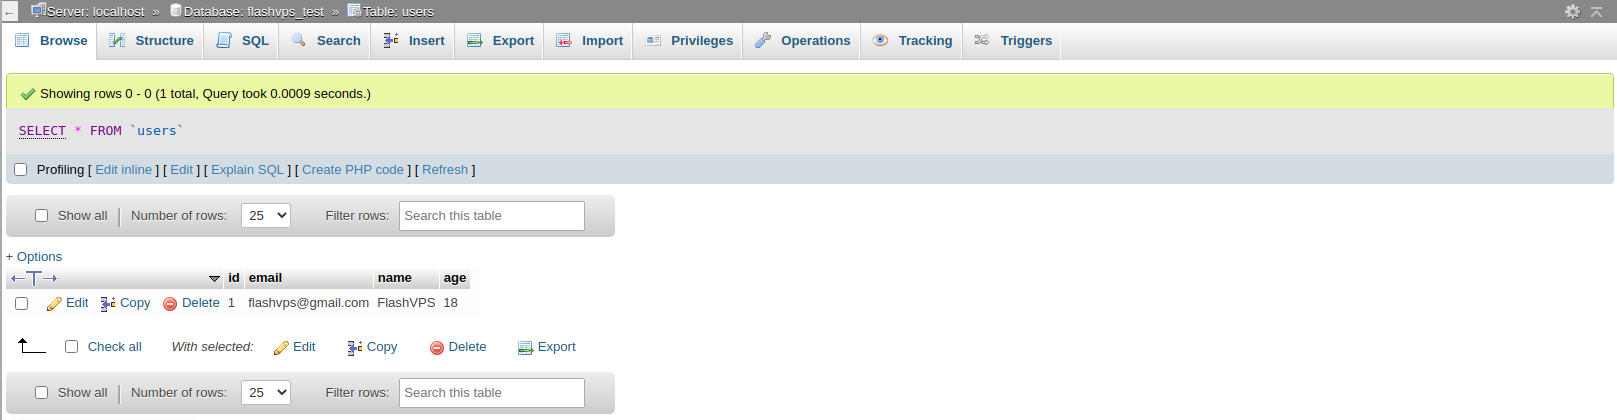 Server: localhost » Database: flashvps_test » Table: users
Browse Structure SQL Search Insert Export Import Privileges Operations Tracking Triggers
Showing rows 0 - 0 (1 total, Query took 0.0009 seconds.)
SELECT * FROM `users`
Profiling [ Edit inline ] [ Edit ] [ Explain SQL ] [ Create PHP code ] [ Refresh ]
Show all Number of rows: 25 Filter rows: Search this table
+ Options
←T→ id email name age
Edit Copy Delete 1 flashvps@gmail.com FlashVPS 18
Check all With selected: Edit Copy Delete Export
Show all Number of rows: 25 Filter rows: Search this table